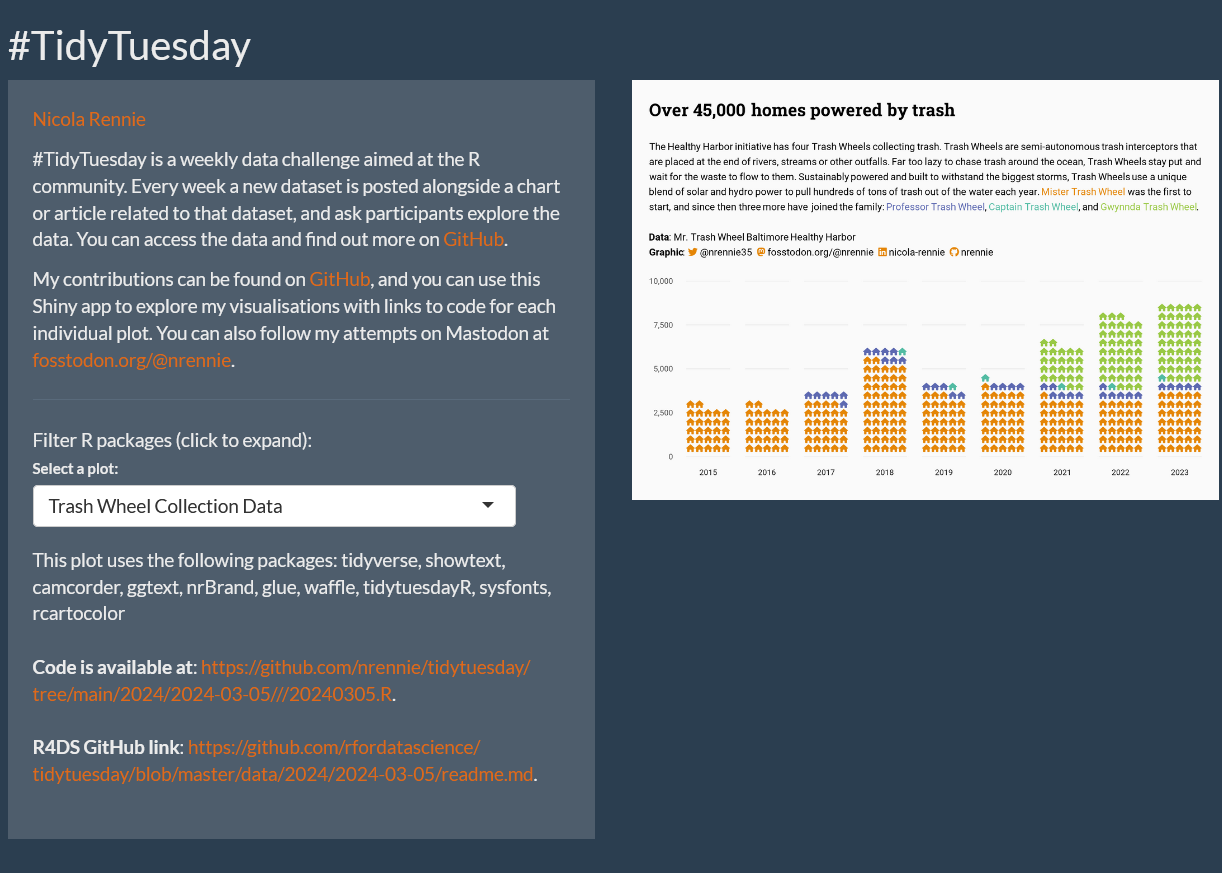 #TidyTuesday
Nicola Rennie
#TidyTuesday is a weekly data challenge aimed at the R
community. Every week a new dataset is posted alongside a chart
or article related to that dataset, and ask participants explore the
data. You can access the data and find out more on GitHub.
My contributions can be found on GitHub, and you can use this
Shiny app to explore my visualisations with links to code for each
individual plot. You can also follow my attempts on Mastodon at
fosstodon.org/@nrennie.
Filter R packages (click to expand):
Select a plot:
Trash Wheel Collection Data
This plot uses the following packages: tidyverse, showtext,
camcorder, ggtext, nrBrand, glue, waffle, tidytuesdayR, sysfonts,
rcartocolor
Code is available at: https://github.com/nrennie/tidytuesday/
tree/main/2024/2024-03-05///20240305.R.
R4DS GitHub link: https://github.com/rfordatascience/
tidytuesday/blob/master/data/2024/2024-03-05/readme.md.
Over 45,000 homes powered by trash
The Healthy Harbor initiative has four Trash Wheels collecting trash. Trash Wheels are semi-autonomous trash interceptors that
are placed at the end of rivers, streams or other outfalls. Far too lazy to chase trash around the ocean, Trash Wheels stay put and
wait for the waste to flow to them. Sustainably powered and built to withstand the biggest storms, Trash Wheels use a unique
blend of solar and hydro power to pull hundreds of tons of trash out of the water each year. Mister Trash Wheel was the first to
start, and since then three more have joined the family: Professor Trash Wheel, Captain Trash Wheel, and Gwynnda Trash Wheel.
Data: Mr. Trash Wheel Baltimore Healthy Harbor
Graphic: @nrennie35 fosstodon.org/@nrennie nicola-rennie nrennie
10,000
7,500
5,000
2,500
0
2015 2016 2017 2018 2019 2020 2021 2022 2023